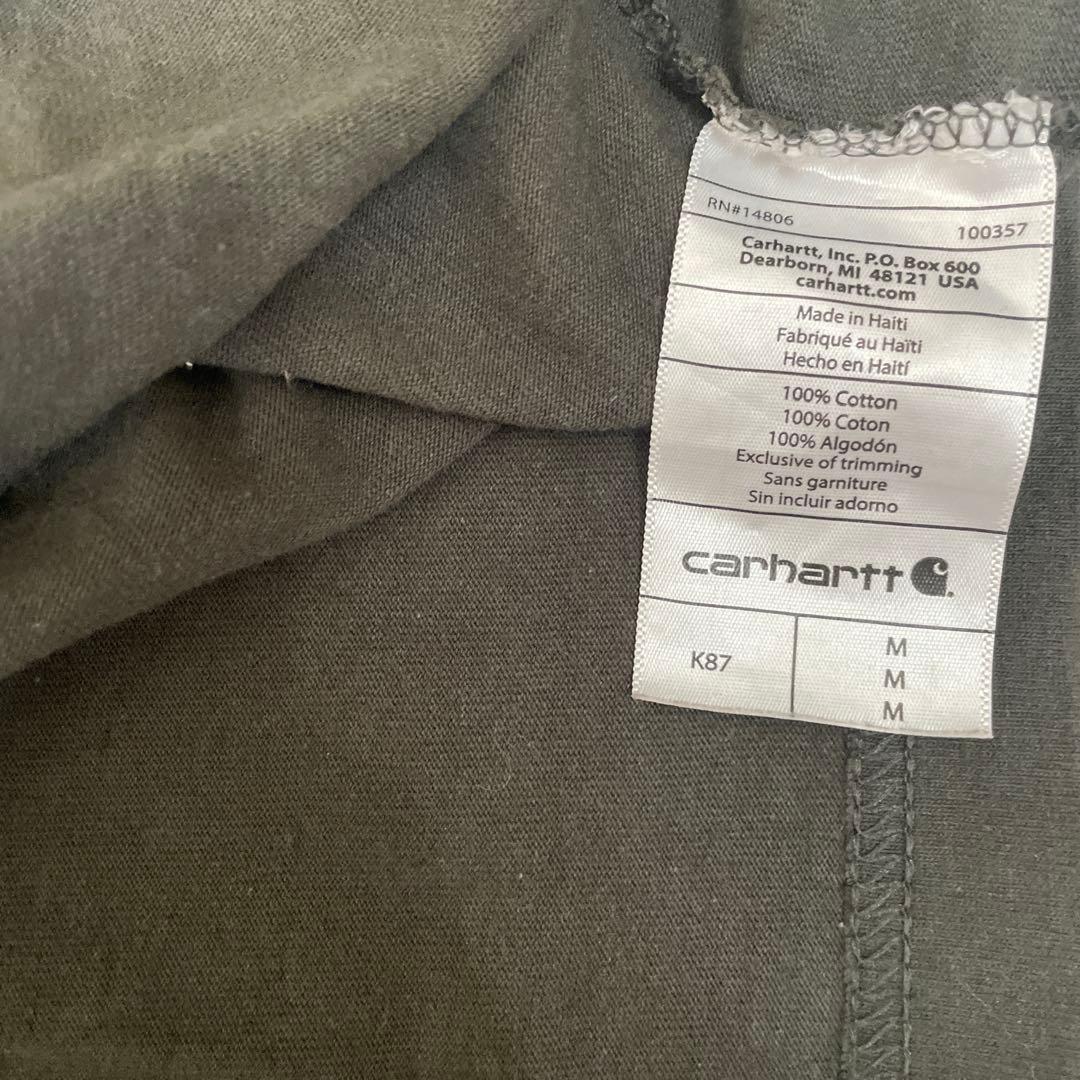 RN#14806 100357
Carhartt, Inc. P.O. Box 600
Dearborn, MI 48121 USA
carhartt.com
Made in Haiti
Fabriqué au Haïti
Hecho en Haití
100% Cotton
100% Coton
100% Algodón
Exclusive of trimming
Sans garniture
Sin incluir adorno
carhartt
K87
M
M
M